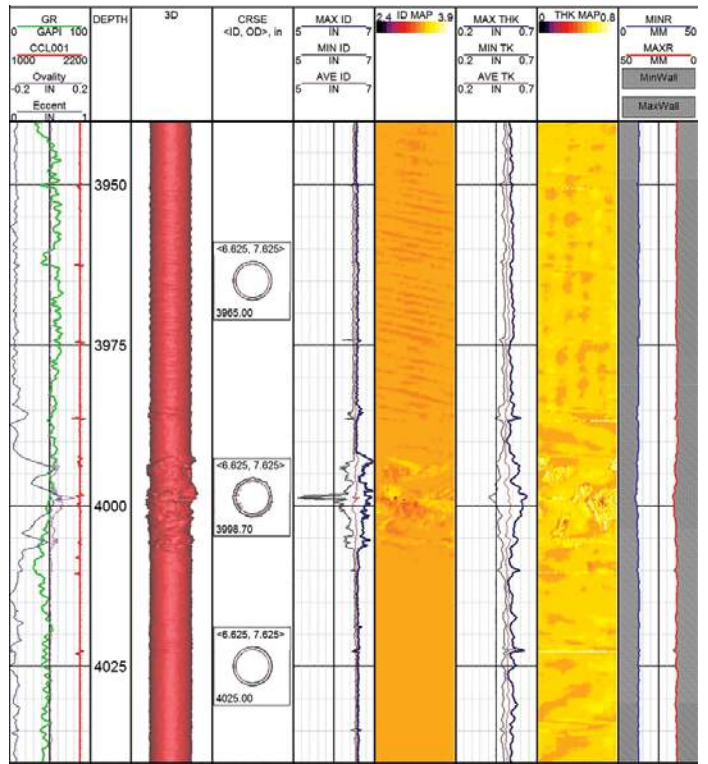 GR
0 GAPI 100
CCL001
1000 2200
Ovality
-0.2 IN 0.2
Eccent
0 IN 1
DEPTH
3D
CRSE
<ID, OD>, in
MAX ID
5 IN 7
MIN ID
5 IN 7
AVE ID
5 IN 7
2.4 ID MAP 3.9
MAX THK
0.2 IN 0.7
MIN TK
0.2 IN 0.7
AVE TK
0.2 IN 0.7
0 THK MAP 0.8
MINR
0 MM 50
MAXR
50 MM 0
MinWall
MaxWall
3950
<6.625, 7.625>
3965.00
3975
<6.625, 7.625>
4000
3998.70
<6.625, 7.625>
4025
4025.00